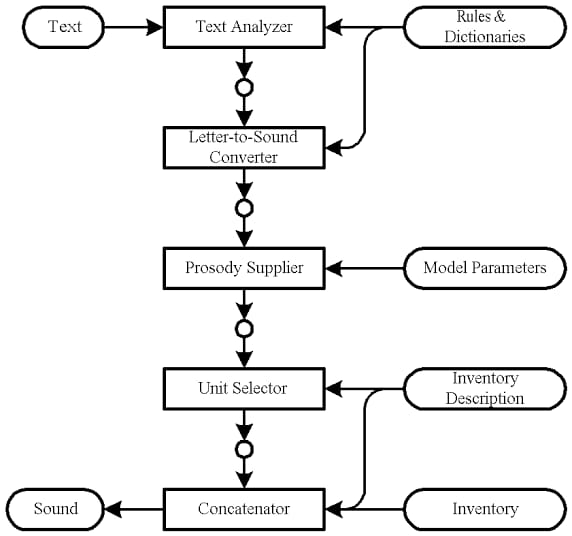 Text
Text Analyzer
Rules &
Dictionaries
Letter-to-Sound
Converter
Prosody Supplier
Model Parameters
Unit Selector
Inventory
Description
Sound
Concatenator
Inventory